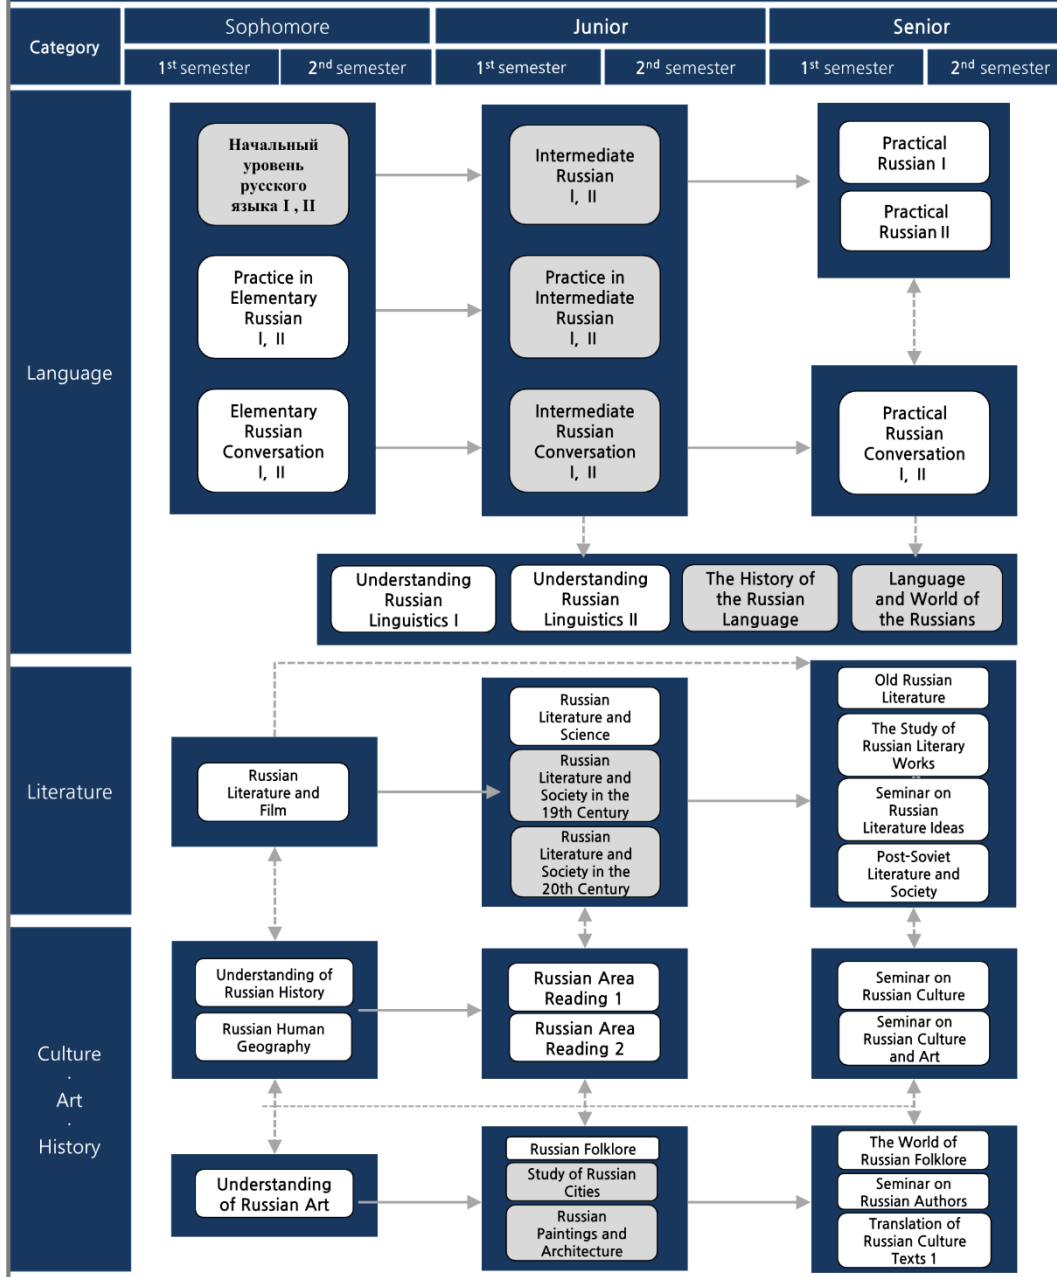 Category
Sophomore
Junior
Senior
1st semester
2nd semester
1st semester
2nd semester
1st semester
2nd semester
Language
Начальный
уровень
русского
языка I , II
Intermediate
Russian
I, II
Practical
Russian I
Practical
Russian II
Practice in
Elementary
Russian
I, II
Practice in
Intermediate
Russian
I, II
Elementary
Russian
Conversation
I, II
Intermediate
Russian
Conversation
I, II
Practical
Russian
Conversation
I, II
Understanding
Russian
Linguistics I
Understanding
Russian
Linguistics II
The History of
the Russian
Language
Language
and World of
the Russians
Literature
Russian
Literature and
Film
Russian
Literature and
Science
Russian
Literature and
Society in the
19th Century
Russian
Literature and
Society in the
20th Century
Old Russian
Literature
The Study of
Russian Literary
Works
Seminar on
Russian
Literature Ideas
Post-Soviet
Literature and
Society
Culture
·
Art
·
History
Understanding of
Russian History
Russian Human
Geography
Russian Area
Reading 1
Russian Area
Reading 2
Seminar on
Russian Culture
Seminar on
Russian Culture
and Art
Understanding
of Russian Art
Russian Folklore
Study of Russian
Cities
Russian
Paintings and
Architecture
The World of
Russian Folklore
Seminar on
Russian Authors
Translation of
Russian Culture
Texts 1